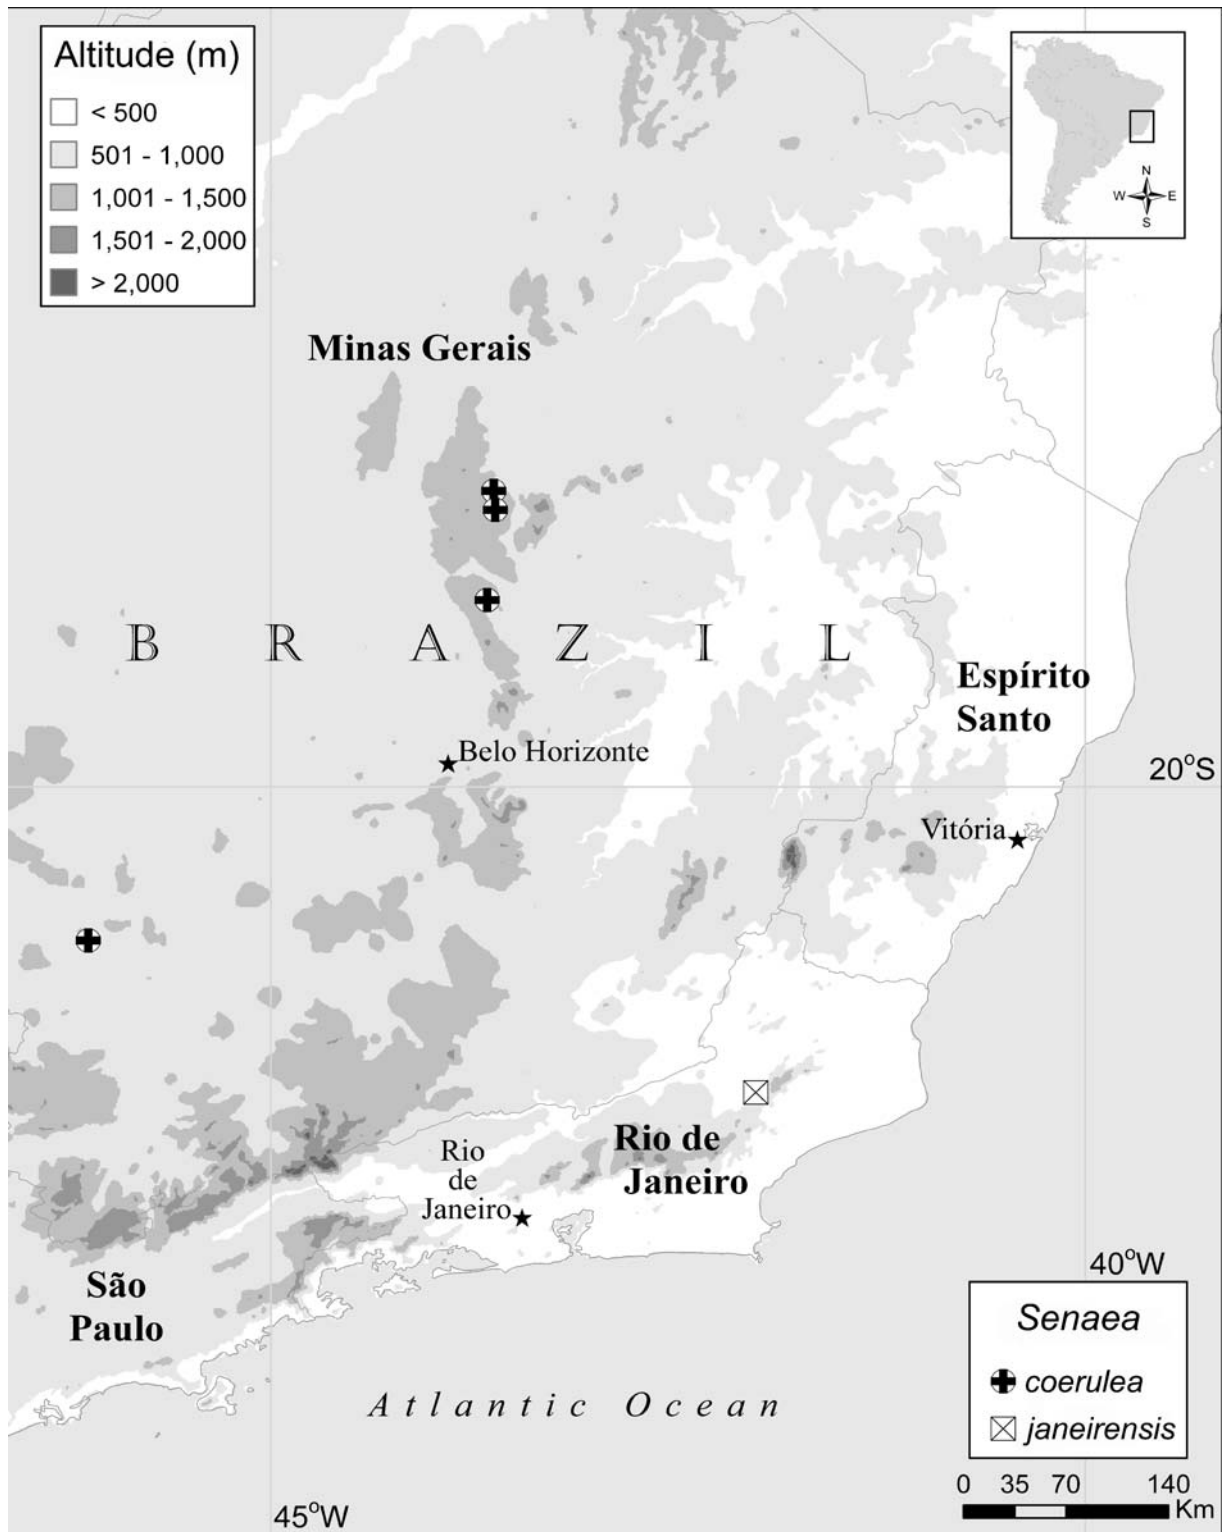 Altitude (m)
< 500
501 - 1,000
1,001 - 1,500
1,501 - 2,000
> 2,000
N
W E
S
Minas Gerais
B R A Z I L
Espírito
Santo
Belo Horizonte
20°S
Vitória
Rio de
Janeiro
Rio
de
Janeiro
São
Paulo
40°W
Atlantic Ocean
Senaea
coerulea
janeirensis
0 35 70 140
Km
45°W